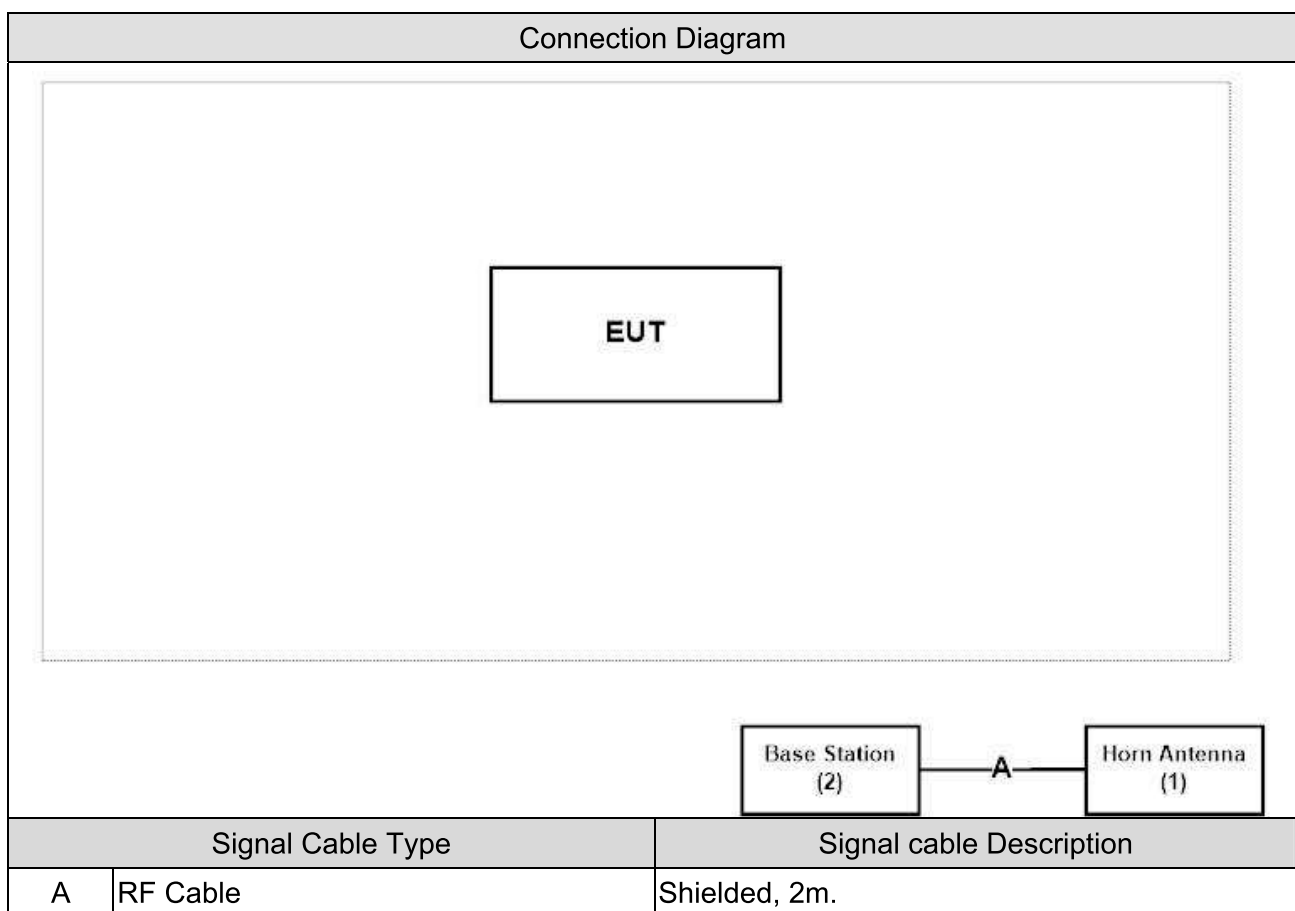 Connection Diagram
EUT
Base Station
(2)
A
Horn Antenna
(1)
Signal Cable Type
Signal cable Description
A
RF Cable
Shielded, 2m.